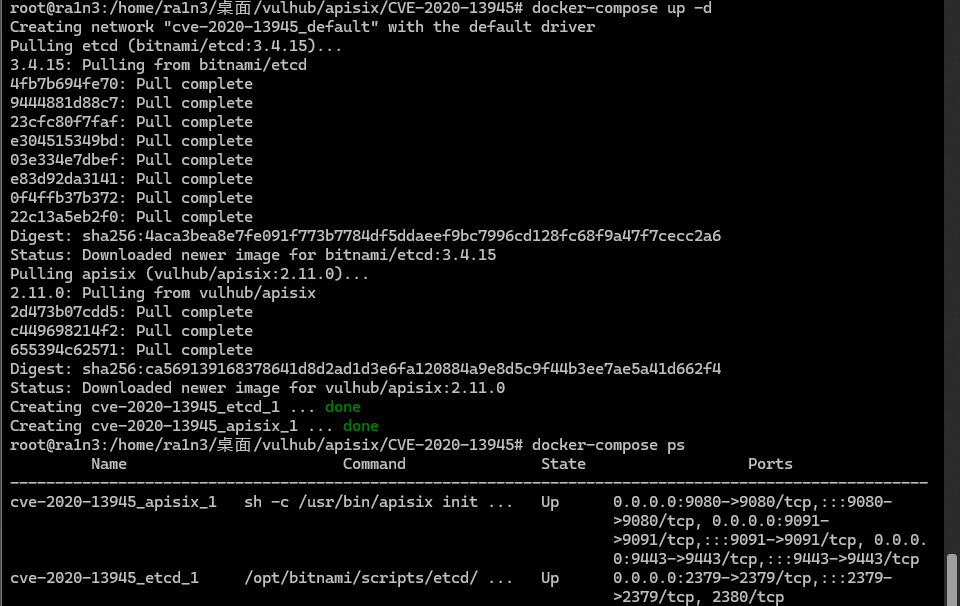 root@ra1n3:/home/ra1n3/桌面/vulhub/apisix/CVE-2020-13945# docker-compose up -d
Creating network "cve-2020-13945_default" with the default driver
Pulling etcd (bitnami/etcd:3.4.15)...
3.4.15: Pulling from bitnami/etcd
4fb7b694fe70: Pull complete
9444881d88c7: Pull complete
23cfc80f7faf: Pull complete
e304515349bd: Pull complete
03e334e7dbef: Pull complete
e83d92da3141: Pull complete
0f4ffb37b372: Pull complete
22c13a5eb2f0: Pull complete
Digest: sha256:4aca3bea8e7fe091f773b7784df5ddaeef9bc7996cd128fc68f9a47f7cecc2a6
Status: Downloaded newer image for bitnami/etcd:3.4.15
Pulling apisix (vulhub/apisix:2.11.0)...
2.11.0: Pulling from vulhub/apisix
2d473b07cdd5: Pull complete
c449698214f2: Pull complete
655394c62571: Pull complete
Digest: sha256:ca569139168378641d8d2ad1d3e6fa120884a9e8d5c9f44b3ee7ae5a41d662f4
Status: Downloaded newer image for vulhub/apisix:2.11.0
Creating cve-2020-13945_etcd_1 ... done
Creating cve-2020-13945_apisix_1 ... done
root@ra1n3:/home/ra1n3/桌面/vulhub/apisix/CVE-2020-13945# docker-compose ps
Name Command State Ports
--------------------------------------------------------------------------------------------------------
cve-2020-13945_apisix_1 sh -c /usr/bin/apisix init ... Up 0.0.0.0:9080->9080/tcp,:::9080-
>9080/tcp, 0.0.0.0:9091-
>9091/tcp,:::9091->9091/tcp, 0.0.0.
0:9443->9443/tcp,:::9443->9443/tcp
cve-2020-13945_etcd_1 /opt/bitnami/scripts/etcd/ ... Up 0.0.0.0:2379->2379/tcp,:::2379-
>2379/tcp, 2380/tcp